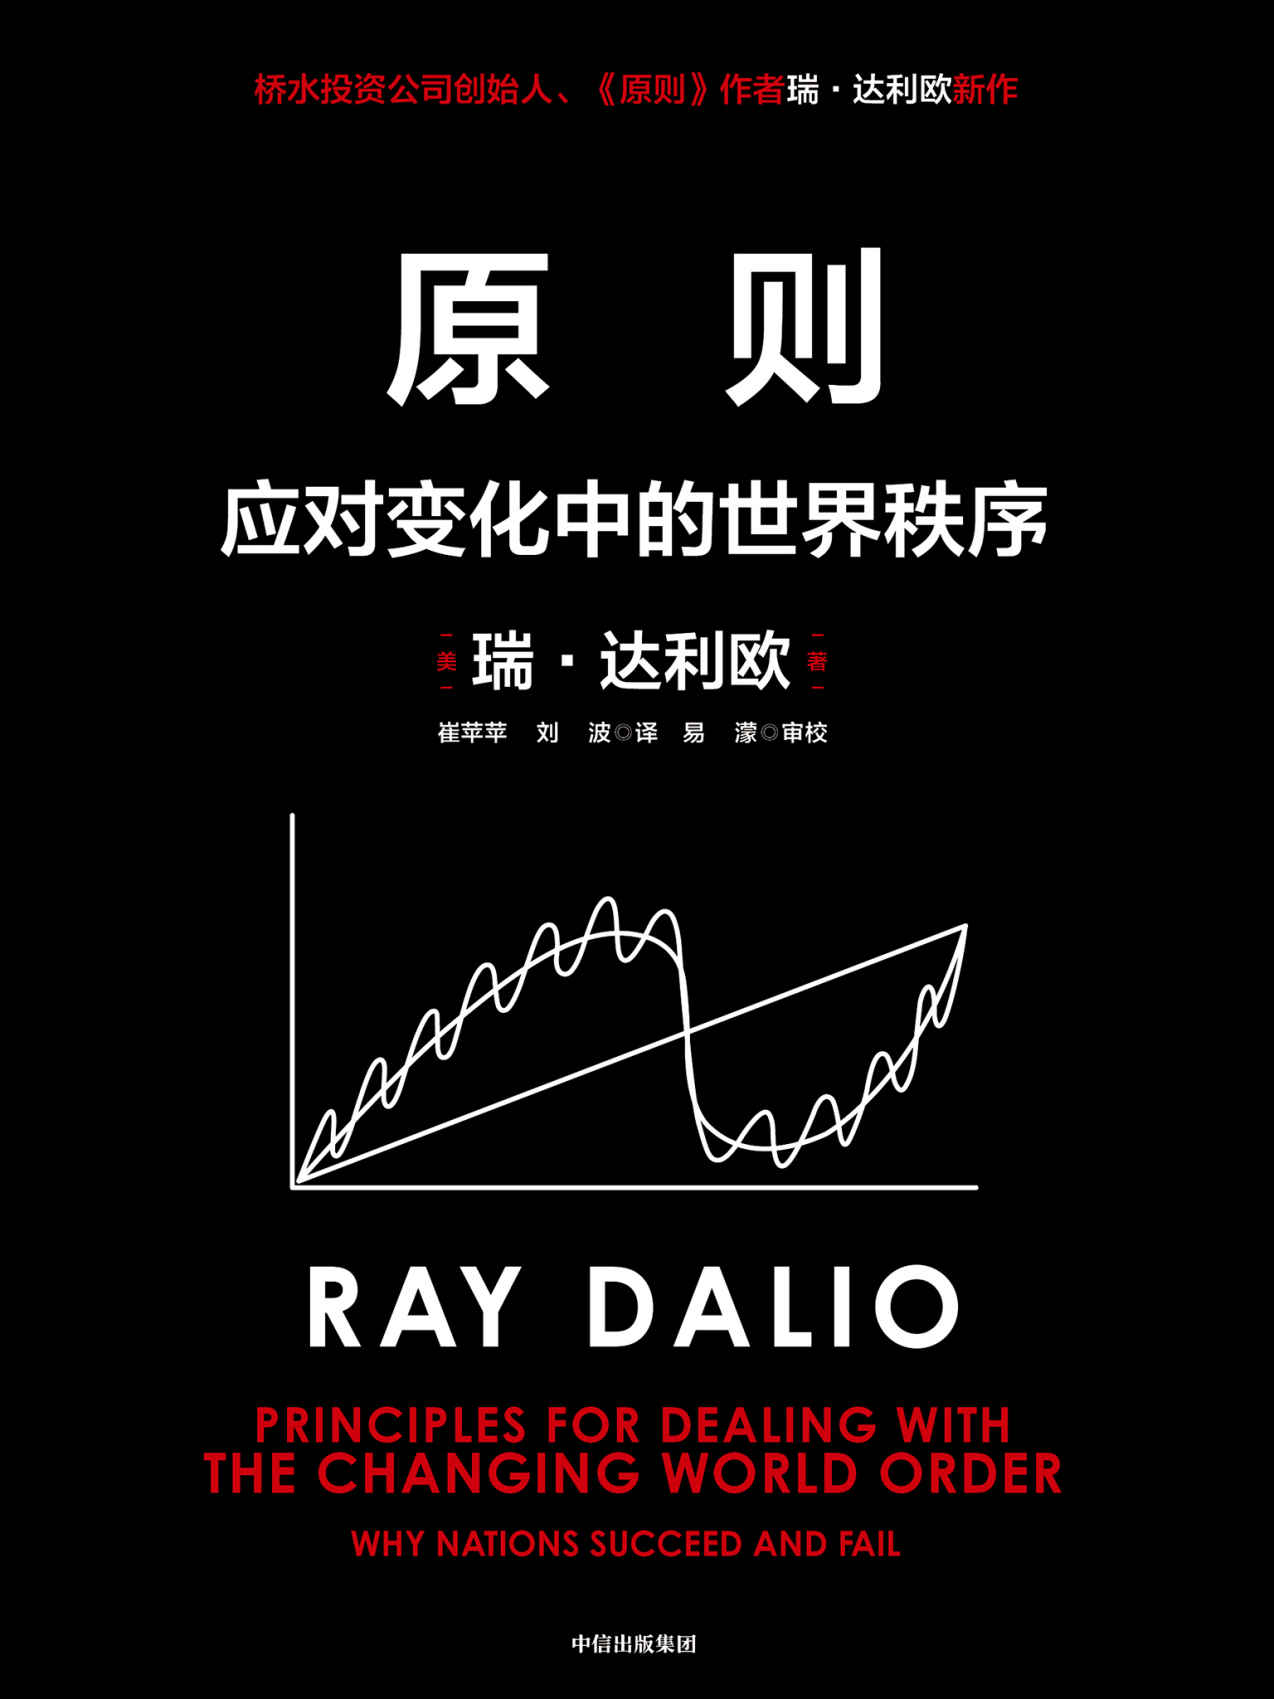 桥水投资公司创始人、《原则》作者瑞·达利欧新作
原 则
应对变化中的世界秩序
[美] 瑞·达利欧 [著]
崔苹苹 刘 波◎译 易 濛◎审校
RAY DALIO
PRINCIPLES FOR DEALING WITH
THE CHANGING WORLD ORDER
WHY NATIONS SUCCEED AND FAIL
中信出版集团